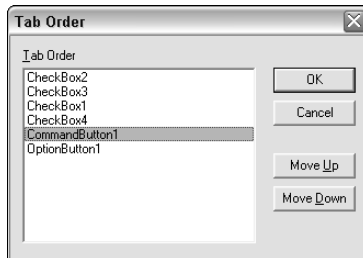 Tab Order
Tab Order
CheckBox2
CheckBox3
CheckBox1
CheckBox4
CommandButton1
OptionButton1
OK
Cancel
Move Up
Move Down